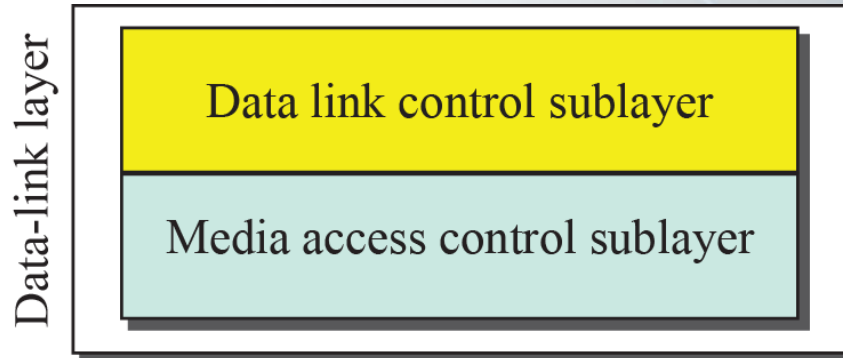 Data-link layer
Data link control sublayer
Media access control sublayer